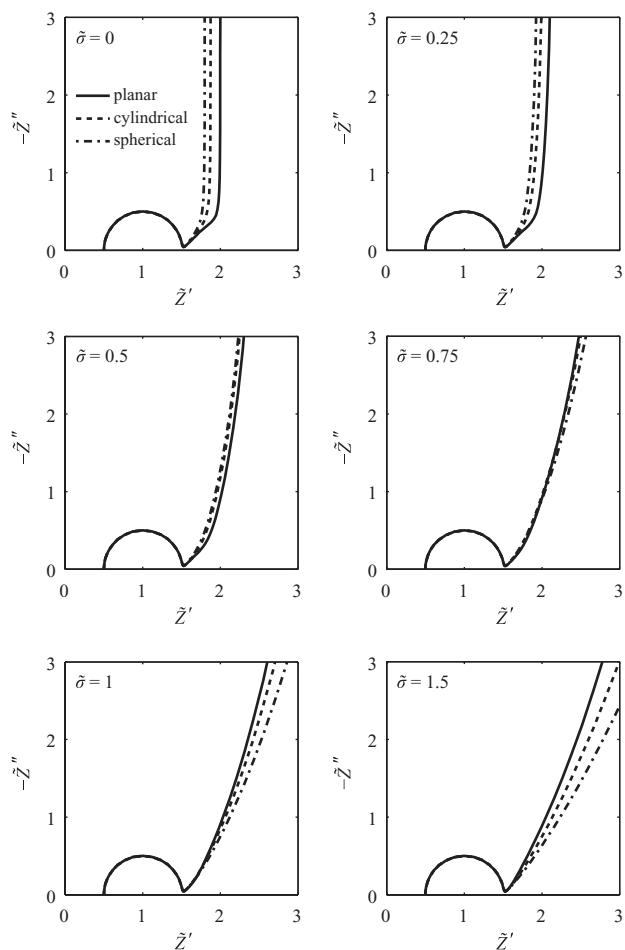 3
σ̃ = 0
planar
cylindrical
spherical
2
−Z̃″
1
0
0 1 2 3
Z̃′
3
σ̃ = 0.25
2
−Z̃″
1
0
0 1 2 3
Z̃′
3
σ̃ = 0.5
2
−Z̃″
1
0
0 1 2 3
Z̃′
3
σ̃ = 0.75
2
−Z̃″
1
0
0 1 2 3
Z̃′
3
σ̃ = 1
2
−Z̃″
1
0
0 1 2 3
Z̃′
3
σ̃ = 1.5
2
−Z̃″
1
0
0 1 2 3
Z̃′